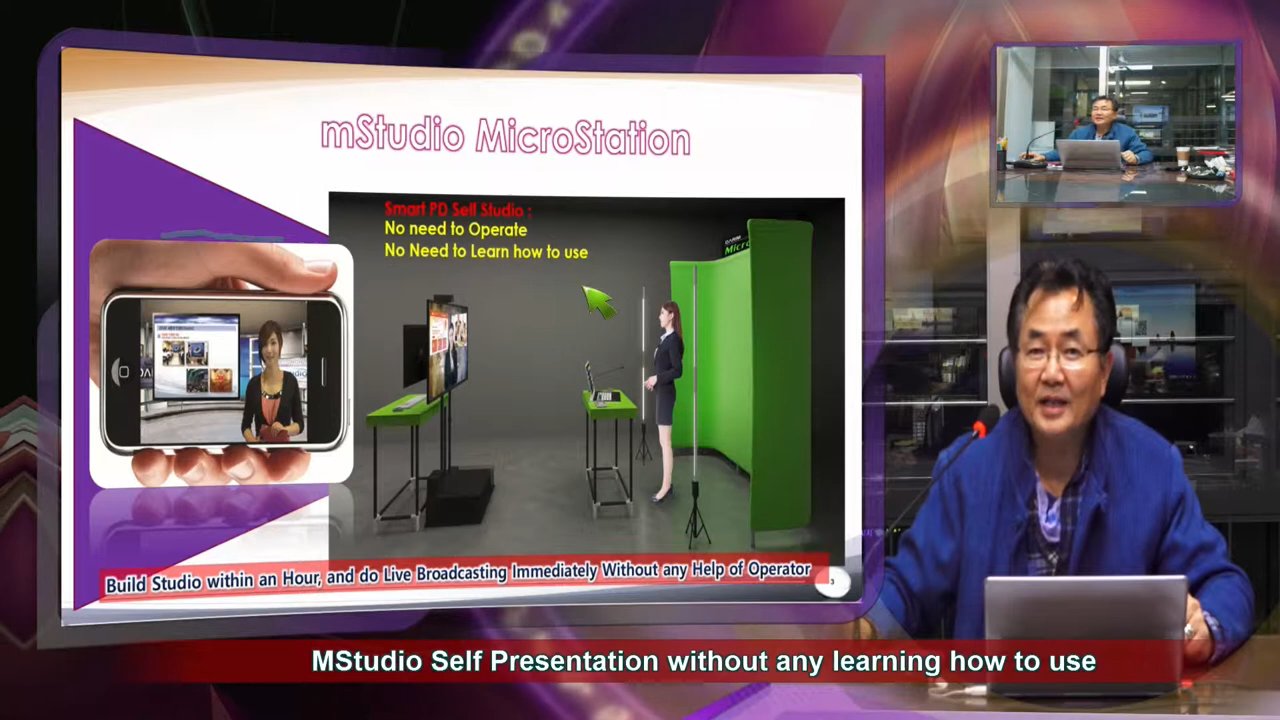 mStudio MicroStation
Smart PD Self Studio :
No need to Operate
No Need to Learn how to use
Micro
Build Studio within an Hour, and do Live Broadcasting Immediately Without any Help of Operator
3
MStudio Self Presentation without any learning how to use